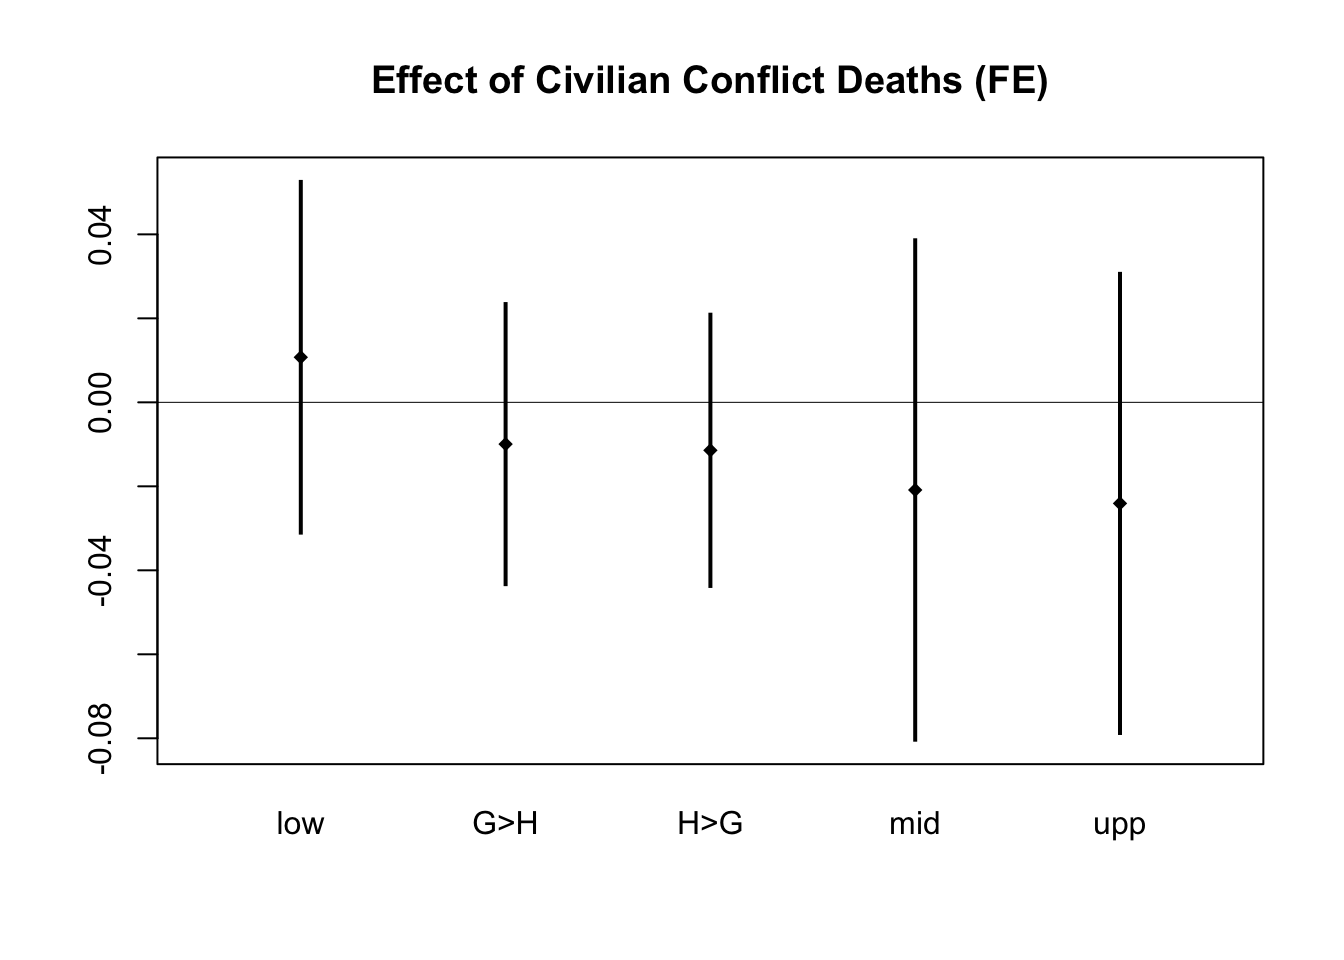 Effect of Civilian Conflict Deaths (FE)
0.04
0.00
-0.04
-0.08
low G>H H>G mid upp